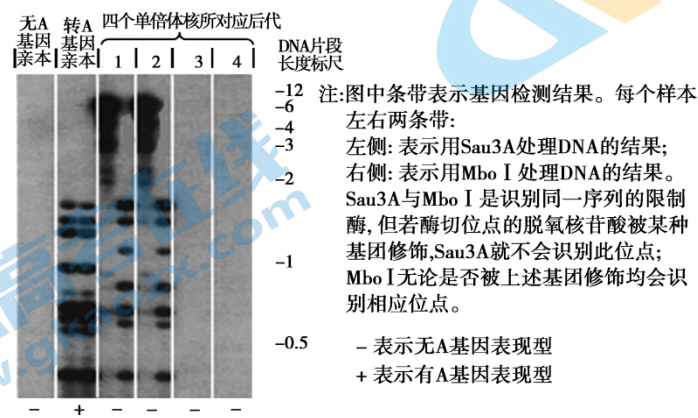 无A基因亲本
转A基因亲本
四个单倍体核所对应后代
1 2 3 4
DNA片段
长度标尺
-12
-6
-4
-3
-2
-1
-0.5
注:图中条带表示基因检测结果。每个样本
左右两条带:
左侧: 表示用Sau3A处理DNA的结果;
右侧: 表示用MboⅠ处理DNA的结果。
Sau3A与MboⅠ是识别同一序列的限制
酶, 但若酶切位点的脱氧核苷酸被某种
基团修饰,Sau3A就不会识别此位点;
MboⅠ无论是否被上述基团修饰均会识
别相应位点。
- 表示无A基因表现型
+ 表示有A基因表现型
- + - - - -
高考在线
www.gkaozx.com